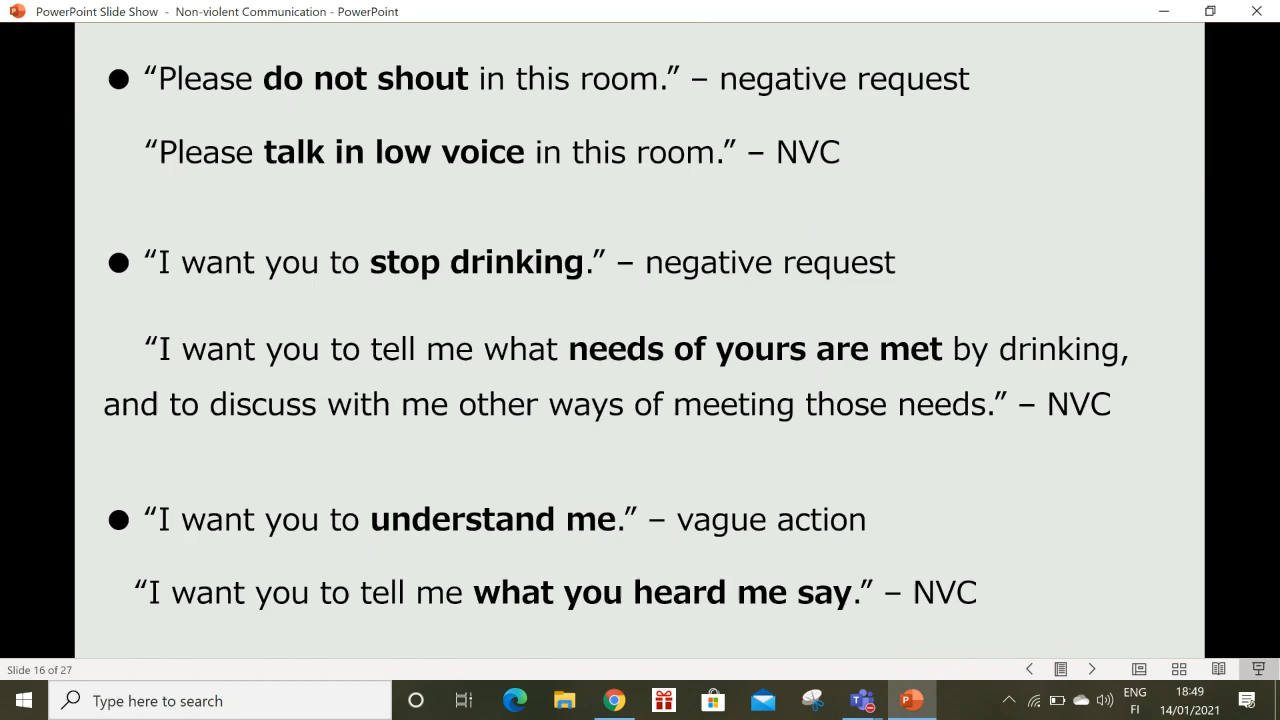 PowerPoint Slide Show - Non-violent Communication - PowerPoint
● “Please do not shout in this room.” – negative request
“Please talk in low voice in this room.” – NVC
● “I want you to stop drinking.” – negative request
“I want you to tell me what needs of yours are met by drinking,
and to discuss with me other ways of meeting those needs.” – NVC
● “I want you to understand me.” – vague action
“I want you to tell me what you heard me say.” – NVC
Slide 16 of 27
Type here to search
ENG
FI
18:49
14/01/2021